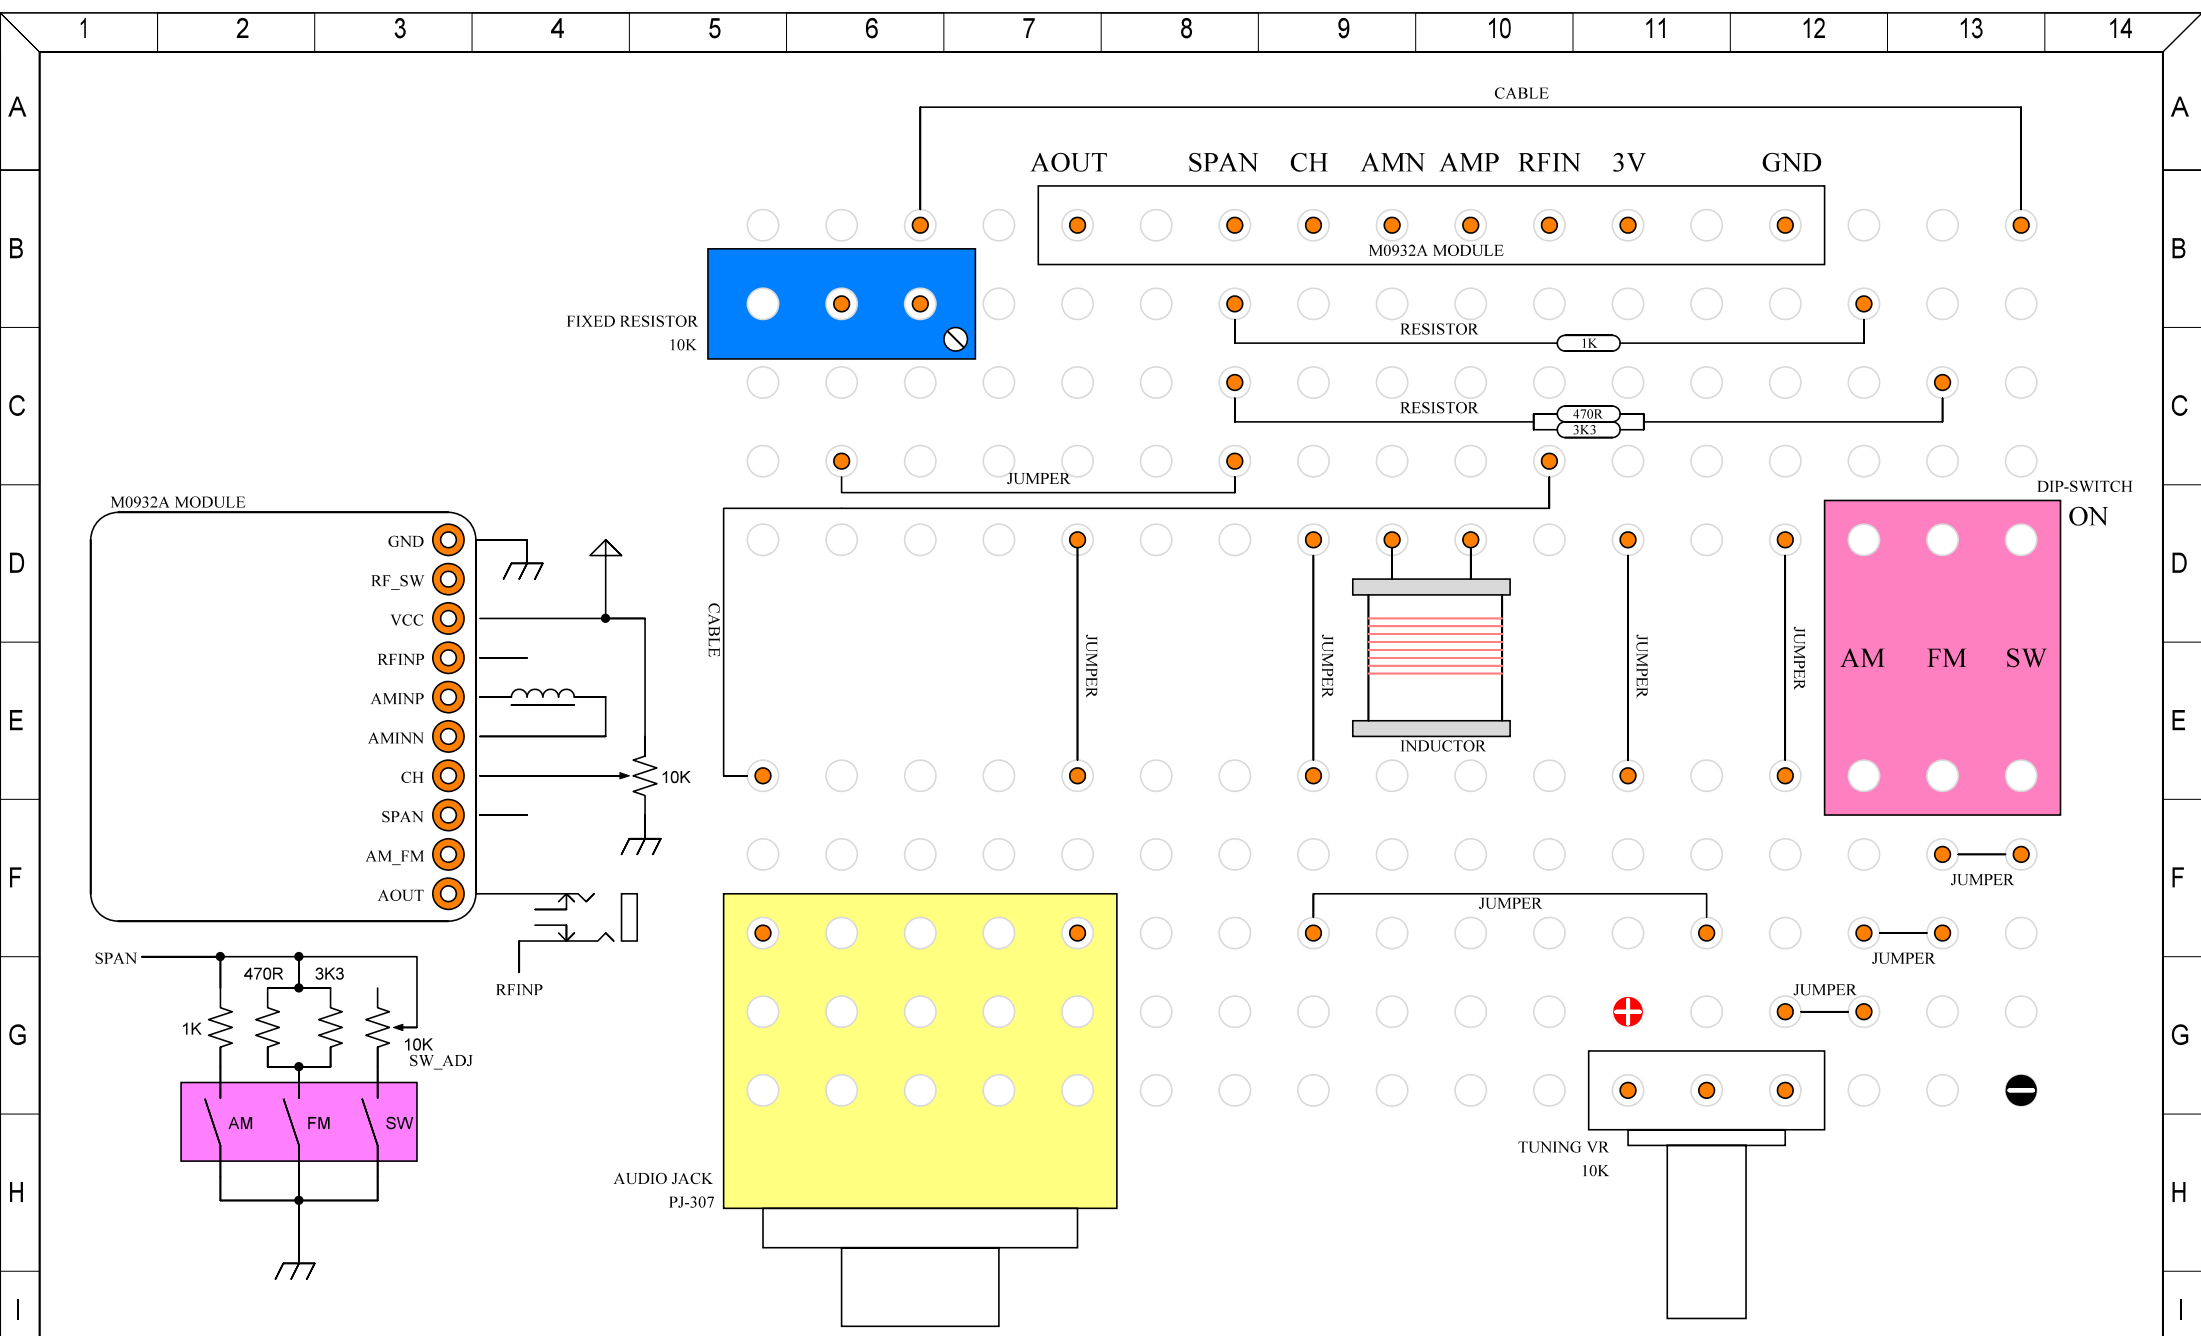 1 2 3 4 5 6 7 8 9 10 11 12 13 14
A A
CABLE
AOUT SPAN CH AMN AMP RFIN 3V GND
B B
M0932A MODULE
FIXED RESISTOR
10K
RESISTOR
1K
C C
RESISTOR
470R
3K3
JUMPER
DIP-SWITCH
ON
M0932A MODULE
GND
RF_SW
VCC
RFINP
AMINP
AMINN
CH
SPAN
AM_FM
AOUT
10K
D D
CABLE
JUMPER
JUMPER
JUMPER
JUMPER
AM FM SW
E E
INDUCTOR
F F
JUMPER
JUMPER
JUMPER
JUMPER
RFINP
SPAN
470R 3K3
1K
10K
SW_ADJ
G G
AM FM SW
TUNING VR
10K
AUDIO JACK
PJ-307
H H
I I